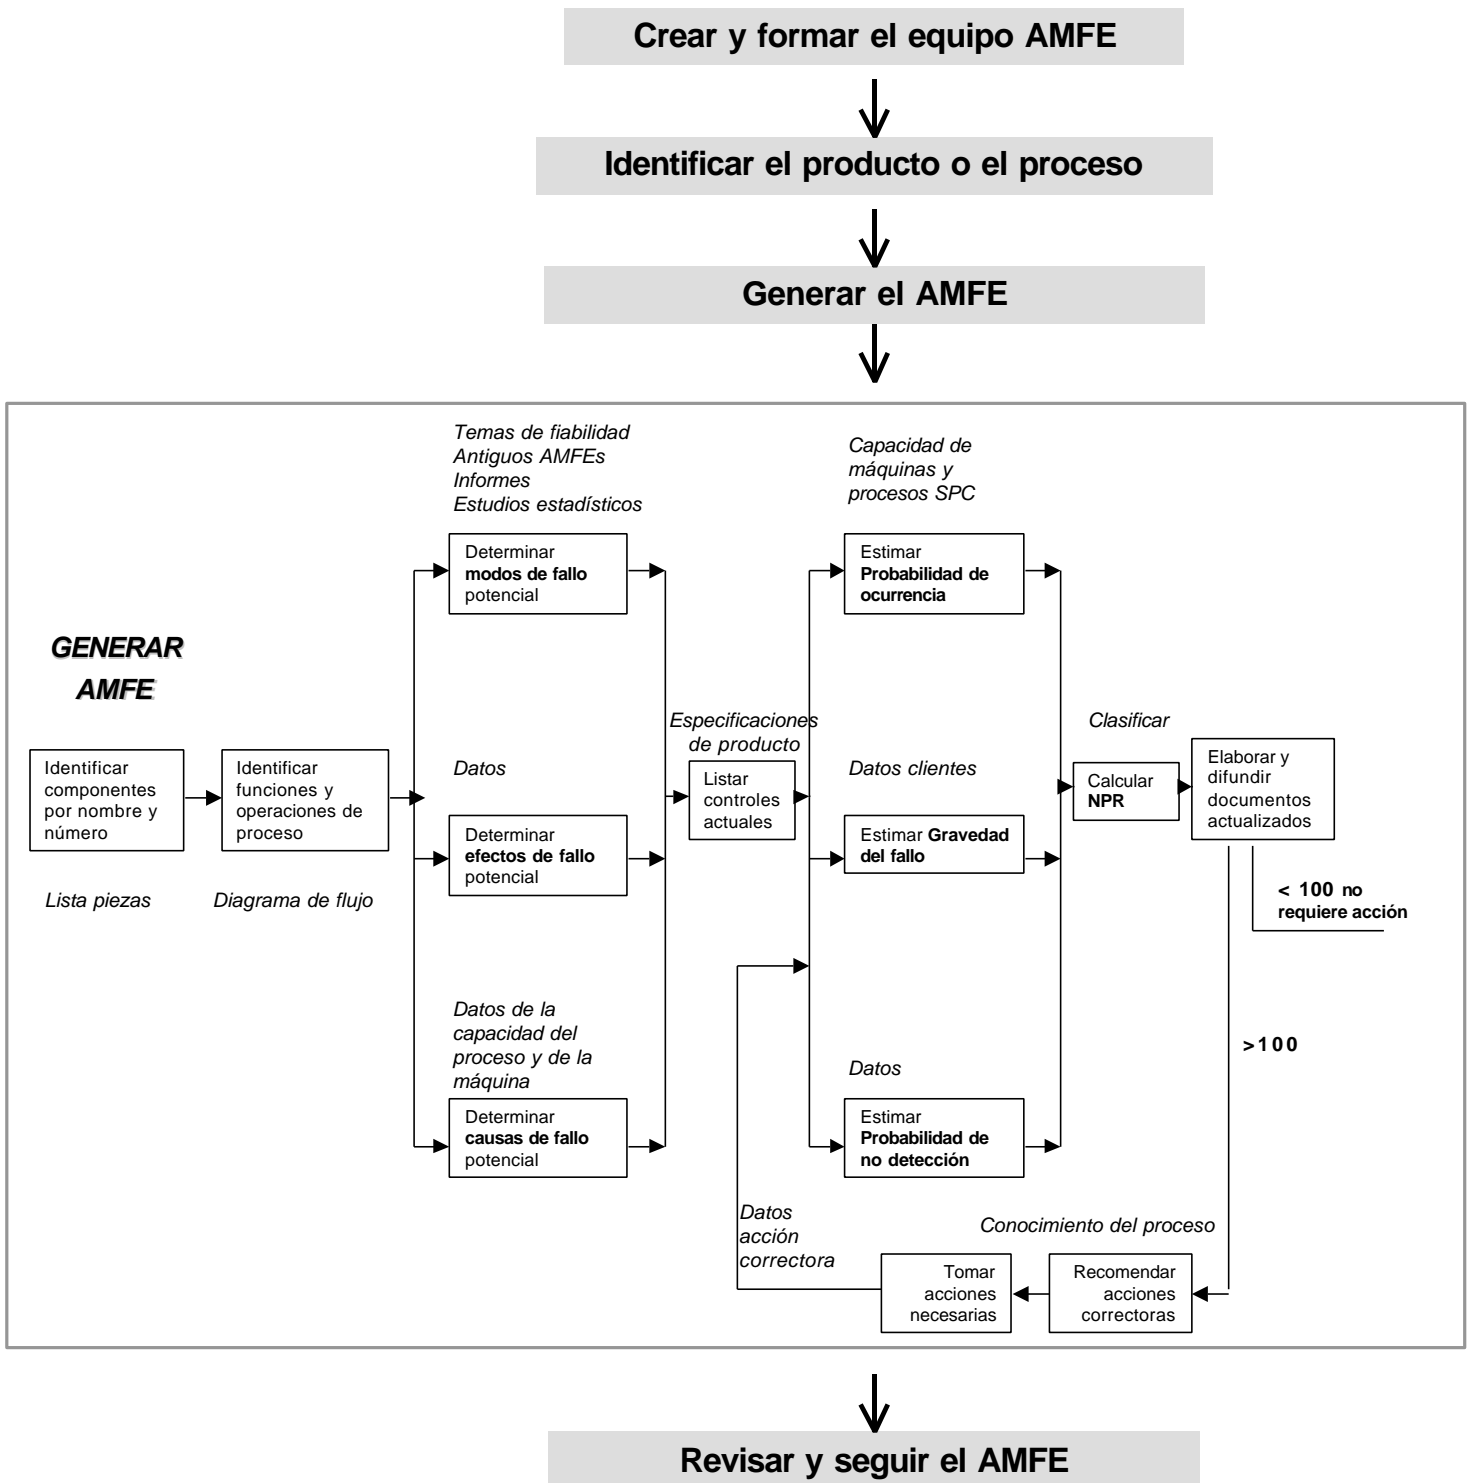 Crear y formar el equipo AMFE
Identificar el producto o el proceso
Generar el AMFE
Temas de fiabilidad
Antiguos AMFEs
Informes
Estudios estadísticos
Capacidad de
máquinas y
procesos SPC
Determinar
modos de fallo
potencial
Estimar
Probabilidad de
ocurrencia
GENERAR
AMFE
Especificaciones
de producto
Clasificar
Datos
Datos clientes
Identificar
componentes
por nombre y
número
Identificar
funciones y
operaciones de
proceso
Listar
controles
actuales
Calcular
NPR
Elaborar y
difundir
documentos
actualizados
Determinar
efectos de fallo
potencial
Estimar Gravedad
del fallo
Lista piezas
Diagrama de flujo
< 100 no
requiere acción
Datos de la
capacidad del
proceso y de la
máquina
Datos
>100
Determinar
causas de fallo
potencial
Estimar
Probabilidad de
no detección
Datos
acción
correctora
Conocimiento del proceso
Tomar
acciones
necesarias
Recomendar
acciones
correctoras
Revisar y seguir el AMFE